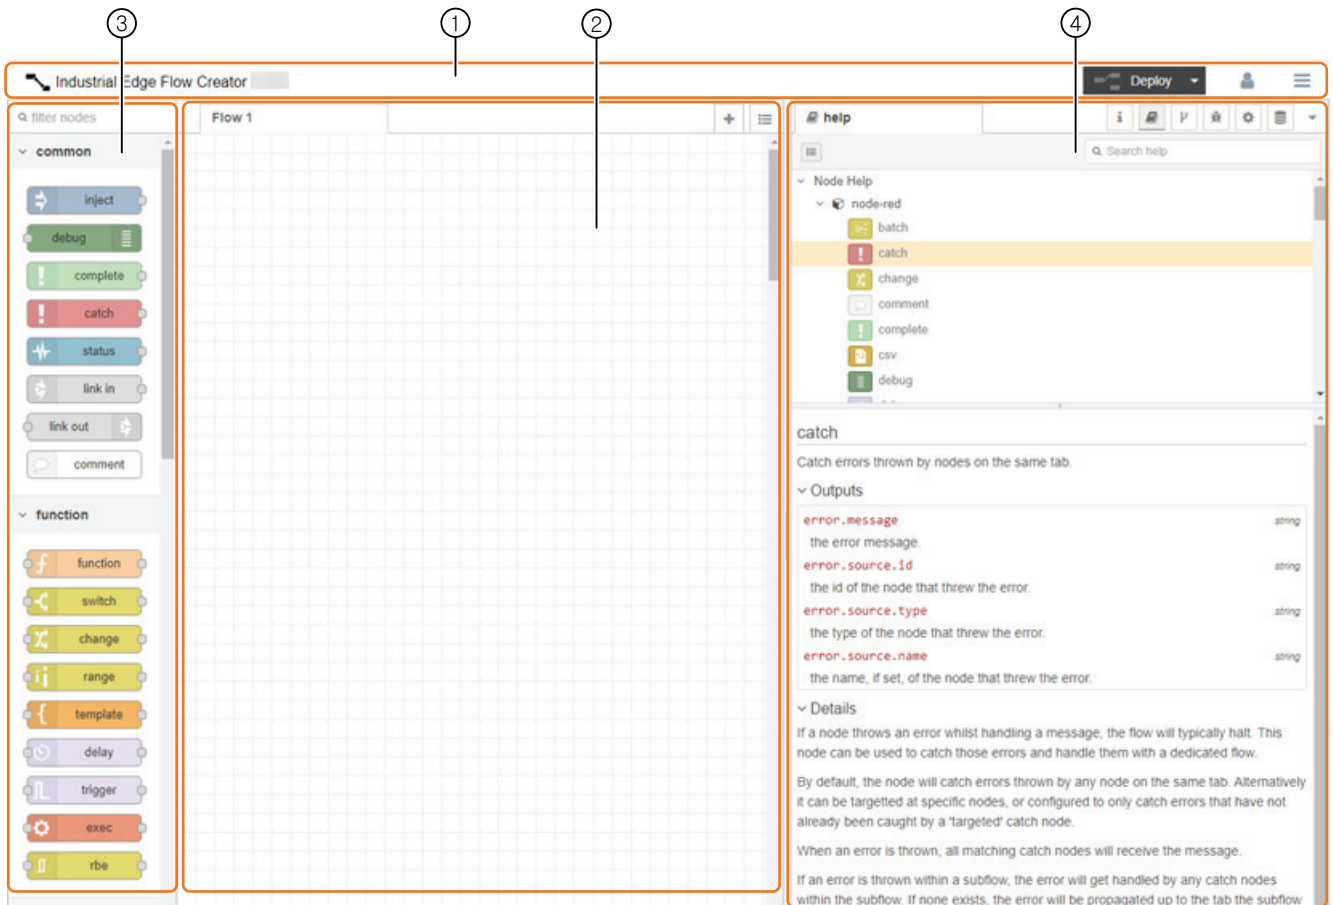 3
1
2
4
Industrial Edge Flow Creator
Deploy
filter nodes
Flow 1
help
common
Search help
inject
debug
complete
catch
status
link in
link out
comment
function
function
switch
change
range
template
delay
trigger
exec
rbe
Node Help
node-red
batch
catch
change
comment
complete
csv
debug
catch
Catch errors thrown by nodes on the same tab.
Outputs
error.message string
the error message.
error.source.id string
the id of the node that threw the error.
error.source.type string
the type of the node that threw the error.
error.source.name string
the name, if set, of the node that threw the error.
Details
If a node throws an error whilst handling a message, the flow will typically halt. This
node can be used to catch those errors and handle them with a dedicated flow.
By default, the node will catch errors thrown by any node on the same tab. Alternatively
it can be targetted at specific nodes, or configured to only catch errors that have not
already been caught by a 'targeted' catch node.
When an error is thrown, all matching catch nodes will receive the message.
If an error is thrown within a subflow, the error will get handled by any catch nodes
within the subflow. If none exists, the error will be propagated up to the tab the subflow